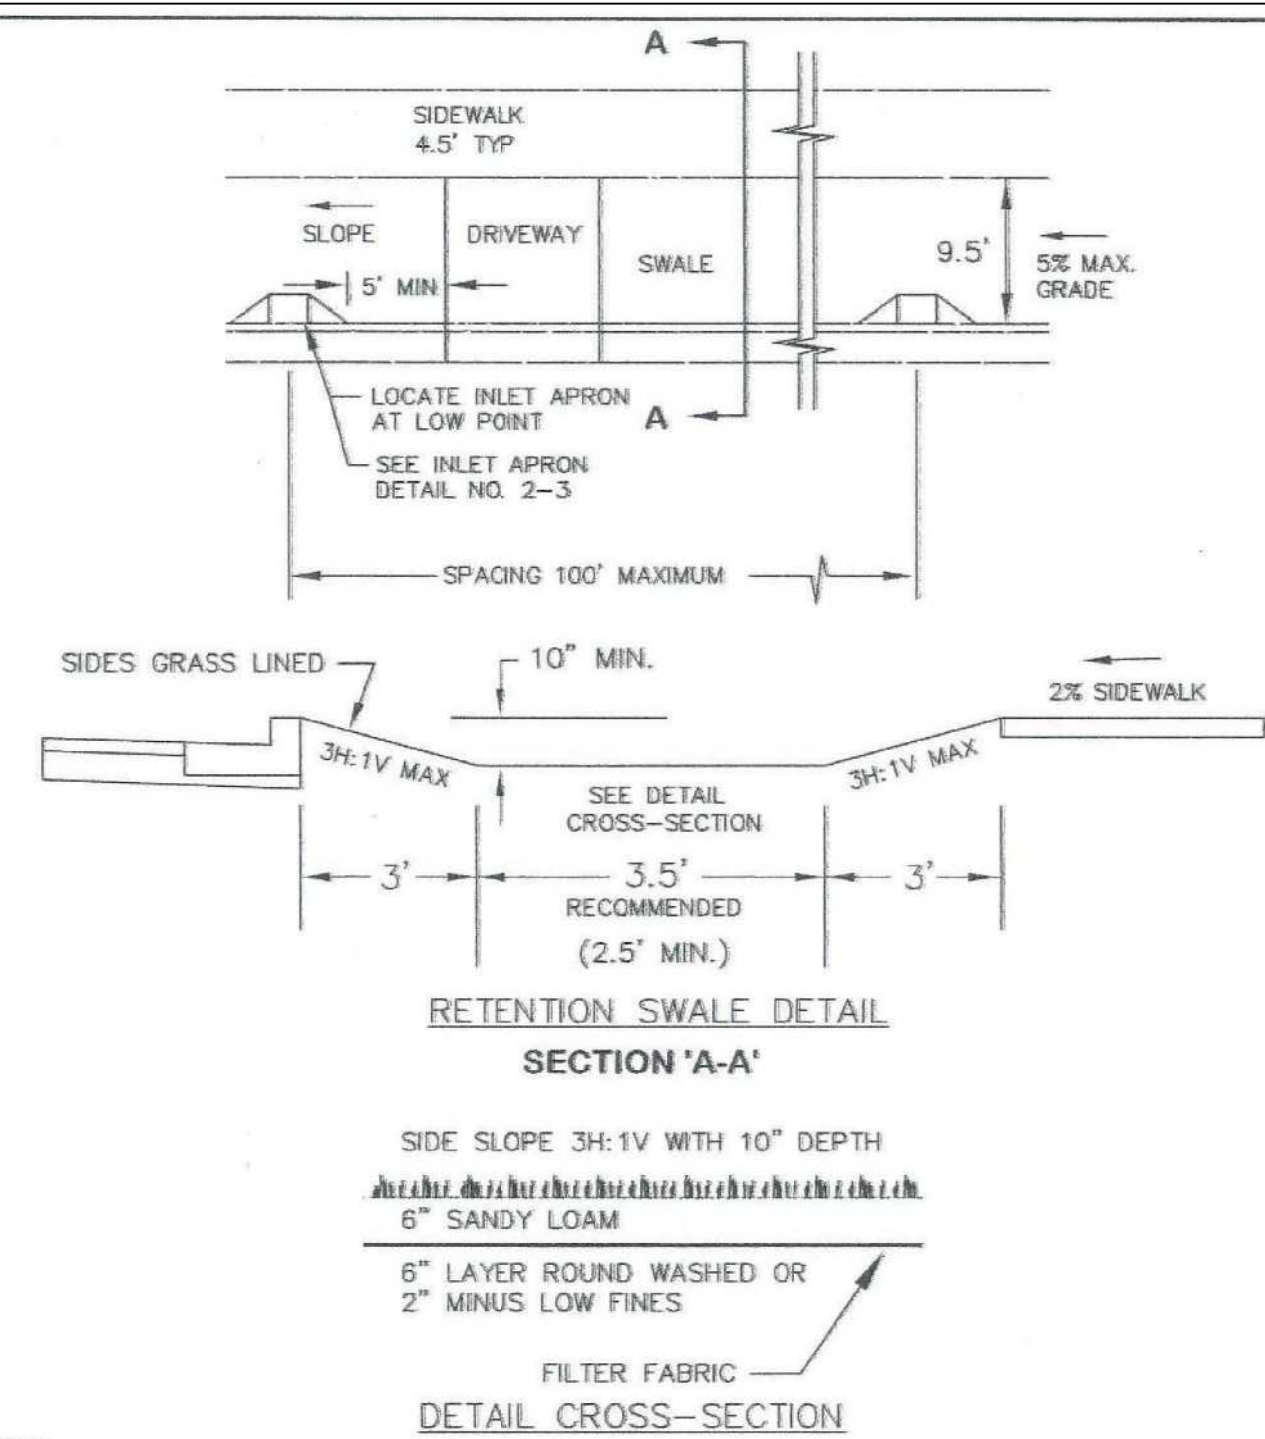 A
SIDEWALK
4.5' TYP
SLOPE
DRIVEWAY
SWALE
9.5'
5% MAX.
GRADE
5' MIN
LOCATE INLET APRON
AT LOW POINT
A
SEE INLET APRON
DETAIL NO. 2-3
SPACING 100' MAXIMUM
SIDES GRASS LINED
10" MIN.
2% SIDEWALK
3H:1V MAX
3H:1V MAX
SEE DETAIL
CROSS-SECTION
3'
3.5'
3'
RECOMMENDED
(2.5' MIN.)
RETENTION SWALE DETAIL
SECTION 'A-A'
SIDE SLOPE 3H:1V WITH 10" DEPTH
6" SANDY LOAM
6" LAYER ROUND WASHED OR
2" MINUS LOW FINES
FILTER FABRIC
DETAIL CROSS-SECTION